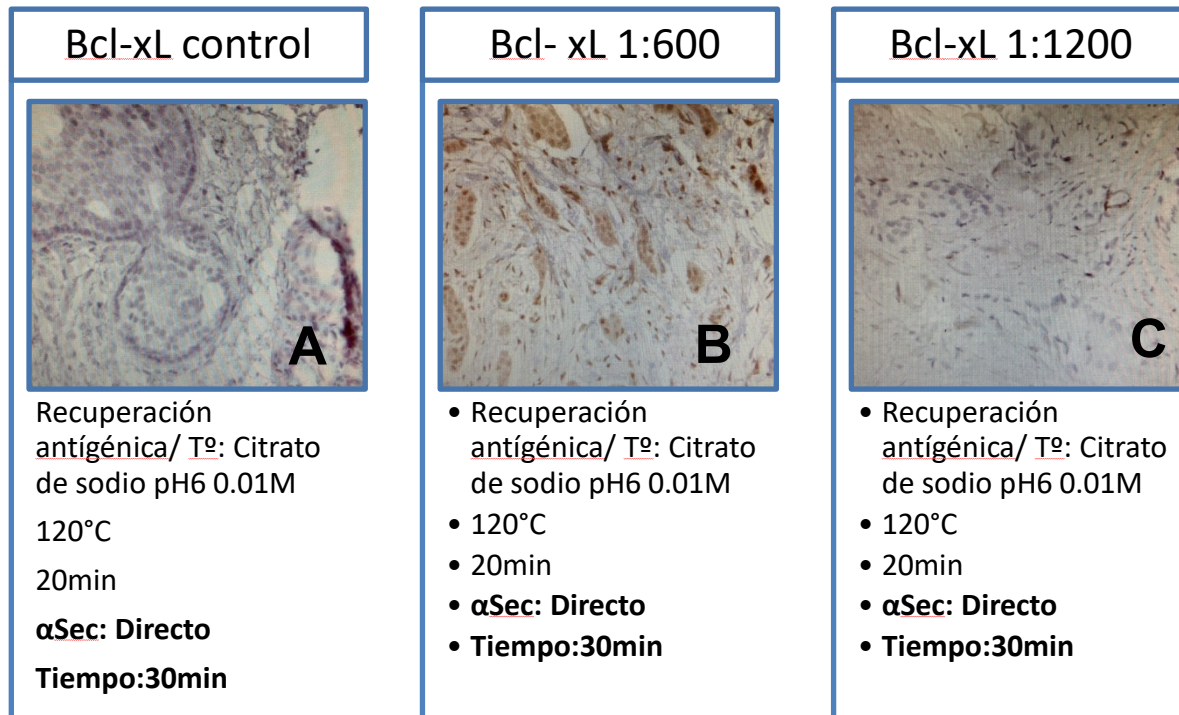 Bcl-xL control
A
Recuperación
antígénica/ Tº: Citrato
de sodio pH6 0.01M
120°C
20min
αSec: Directo
Tiempo:30min
Bcl- xL 1:600
B
• Recuperación
antígénica/ Tº: Citrato
de sodio pH6 0.01M
• 120°C
• 20min
• αSec: Directo
• Tiempo:30min
Bcl-xL 1:1200
C
• Recuperación
antígénica/ Tº: Citrato
de sodio pH6 0.01M
• 120°C
• 20min
• αSec: Directo
• Tiempo:30min